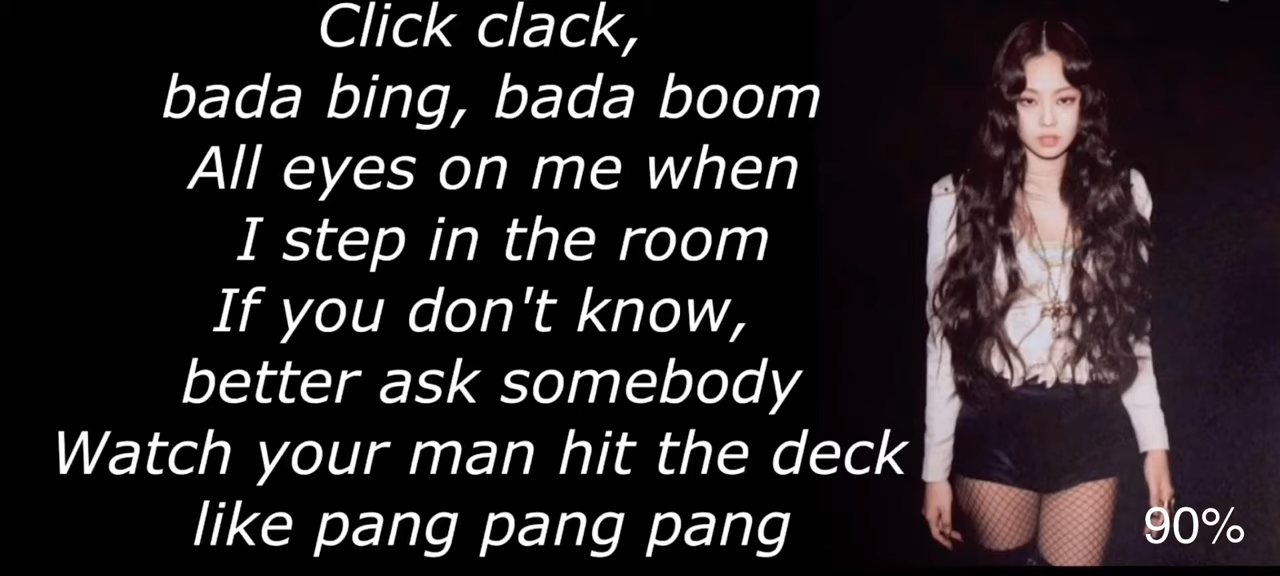 Click clack,
bada bing, bada boom
All eyes on me when
I step in the room
If you don't know,
better ask somebody
Watch your man hit the deck
like pang pang pang
90%